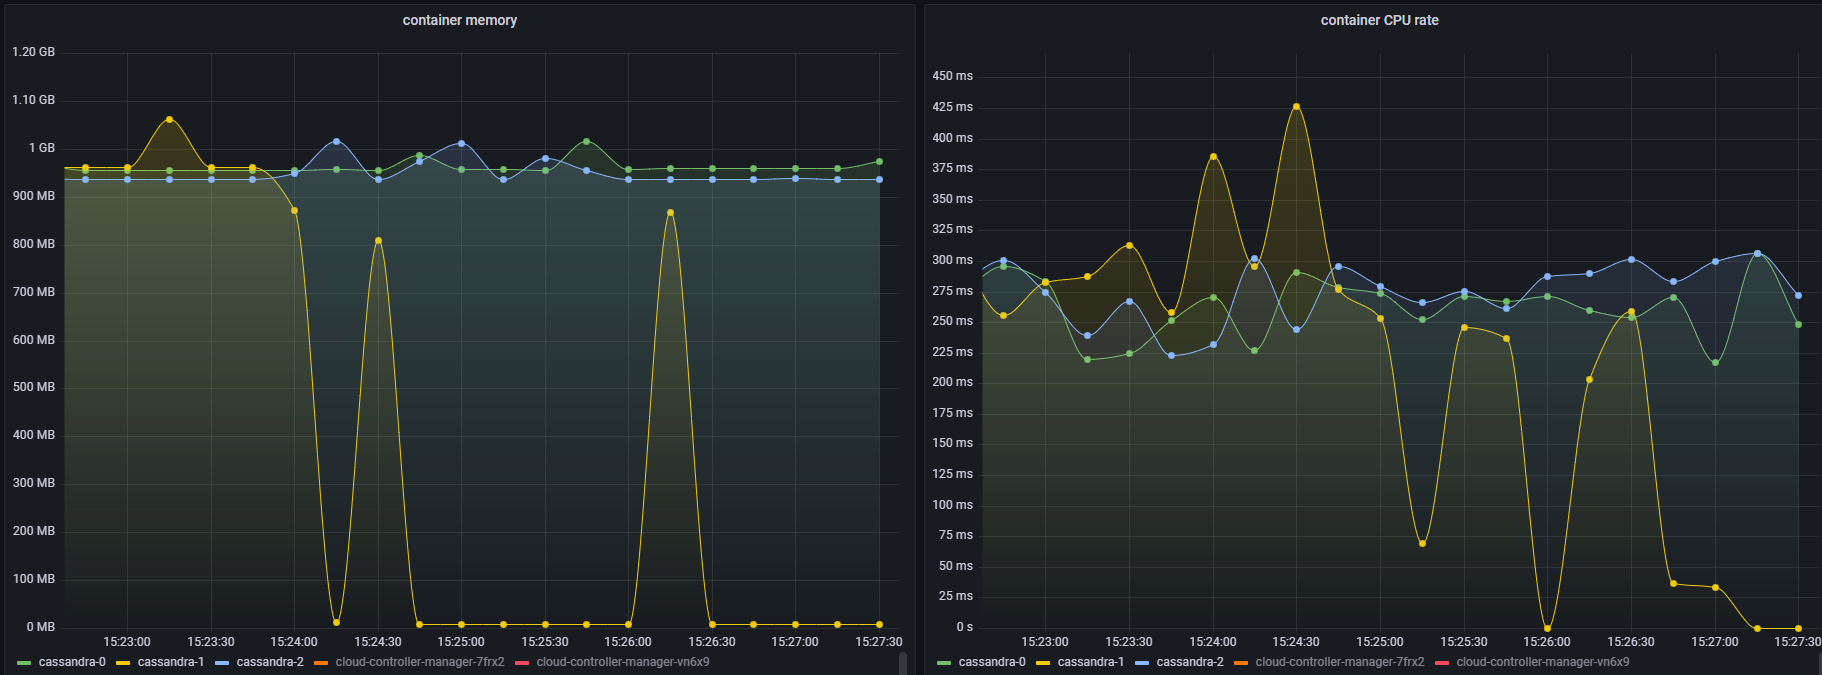 container memory
1.20 GB
1.10 GB
1 GB
900 MB
800 MB
700 MB
600 MB
500 MB
400 MB
300 MB
200 MB
100 MB
0 MB
15:23:00 15:23:30 15:24:00 15:24:30 15:25:00 15:25:30 15:26:00 15:26:30 15:27:00 15:27:30
cassandra-0 cassandra-1 cassandra-2 cloud-controller-manager-7frx2 cloud-controller-manager-vn6x9
container CPU rate
450 ms
425 ms
400 ms
375 ms
350 ms
325 ms
300 ms
275 ms
250 ms
225 ms
200 ms
175 ms
150 ms
125 ms
100 ms
75 ms
50 ms
25 ms
0 s
15:23:00 15:23:30 15:24:00 15:24:30 15:25:00 15:25:30 15:26:00 15:26:30 15:27:00 15:27:30
cassandra-0 cassandra-1 cassandra-2 cloud-controller-manager-7frx2 cloud-controller-manager-vn6x9